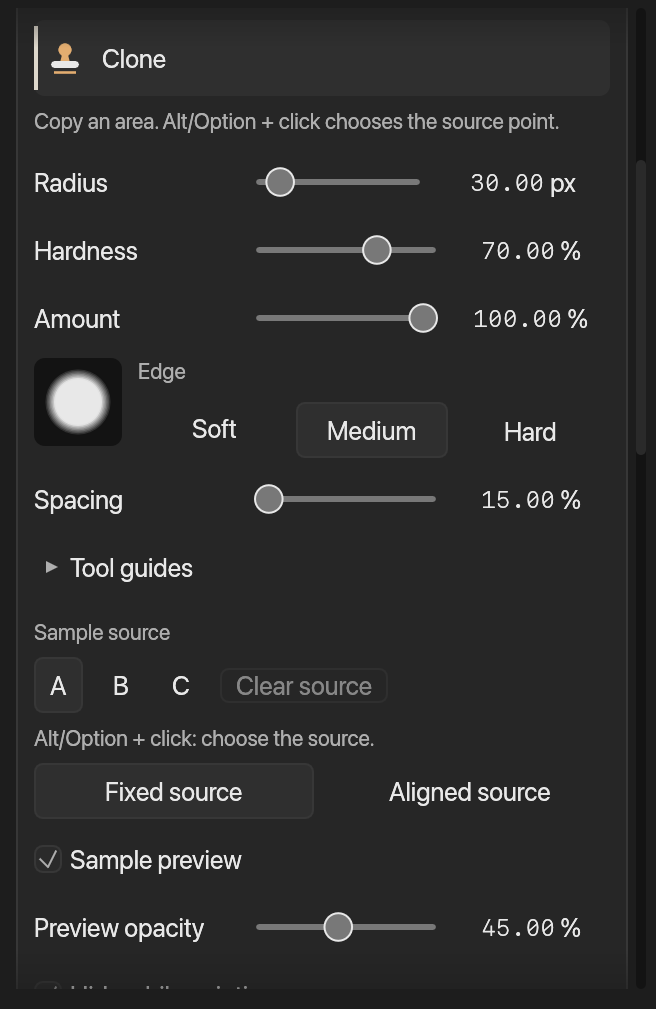 Clone
Copy an area. Alt/Option + click chooses the source point.
Radius 30.00 px
Hardness 70.00 %
Amount 100.00 %
Edge
Soft Medium Hard
Spacing 15.00 %
Tool guides
Sample source
A B C Clear source
Alt/Option + click: choose the source.
Fixed source Aligned source
Sample preview
Preview opacity 45.00 %